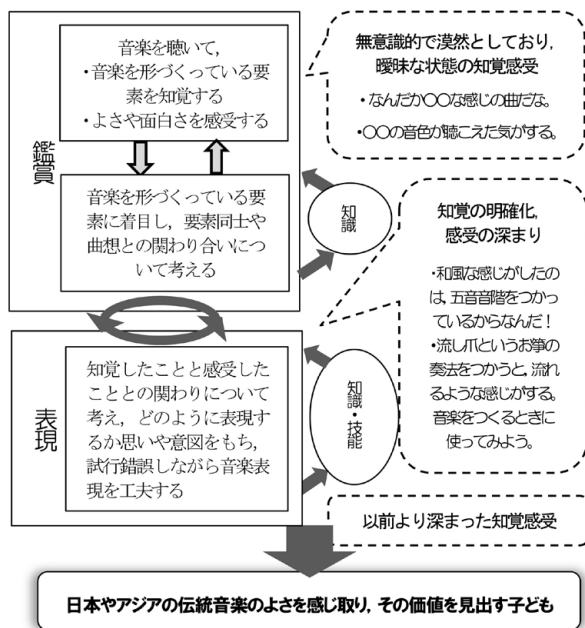 鑑賞
音楽を聴いて，
・音楽を形づくっている要
素を知覚する
・よさや面白さを感受する
音楽を形づくっている要
素に着目し，要素同士や
曲想との関わり合いにつ
いて考える
知識
無意識的で漠然としており，
曖昧な状態の知覚感受
・なんだか〇〇な感じの曲だな。
・〇〇の音色が聴こえた気がする。
知覚の明確化，
感受の深まり
・和風な感じがしたの
は，五音音階をつかっ
ているからなんだ！
・流し爪というお箏の
奏法をつかうと，流れ
るような感じがする。
音楽をつくるときに
使ってみよう。
表現
知覚したことと感受した
こととの関わりについて
考え，どのように表現す
るか思いや意図をもち，
試行錯誤しながら音楽表
現を工夫する
知識・技能
以前より深まった知覚感受
日本やアジアの伝統音楽のよさを感じ取り，その価値を見出す子ども